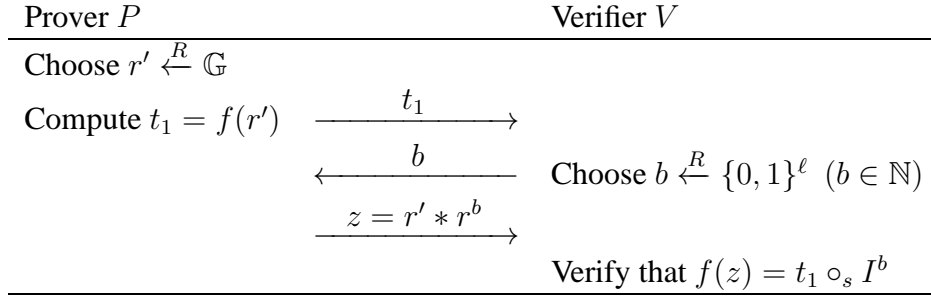 Prover P Verifier V
Choose r′ ←R 𝔾
Compute t₁ = f(r′) t₁
b Choose b ←R {0, 1}^ℓ (b ∈ ℕ)
z = r′ ∗ r^b
Verify that f(z) = t₁ ∘ₛ I^b